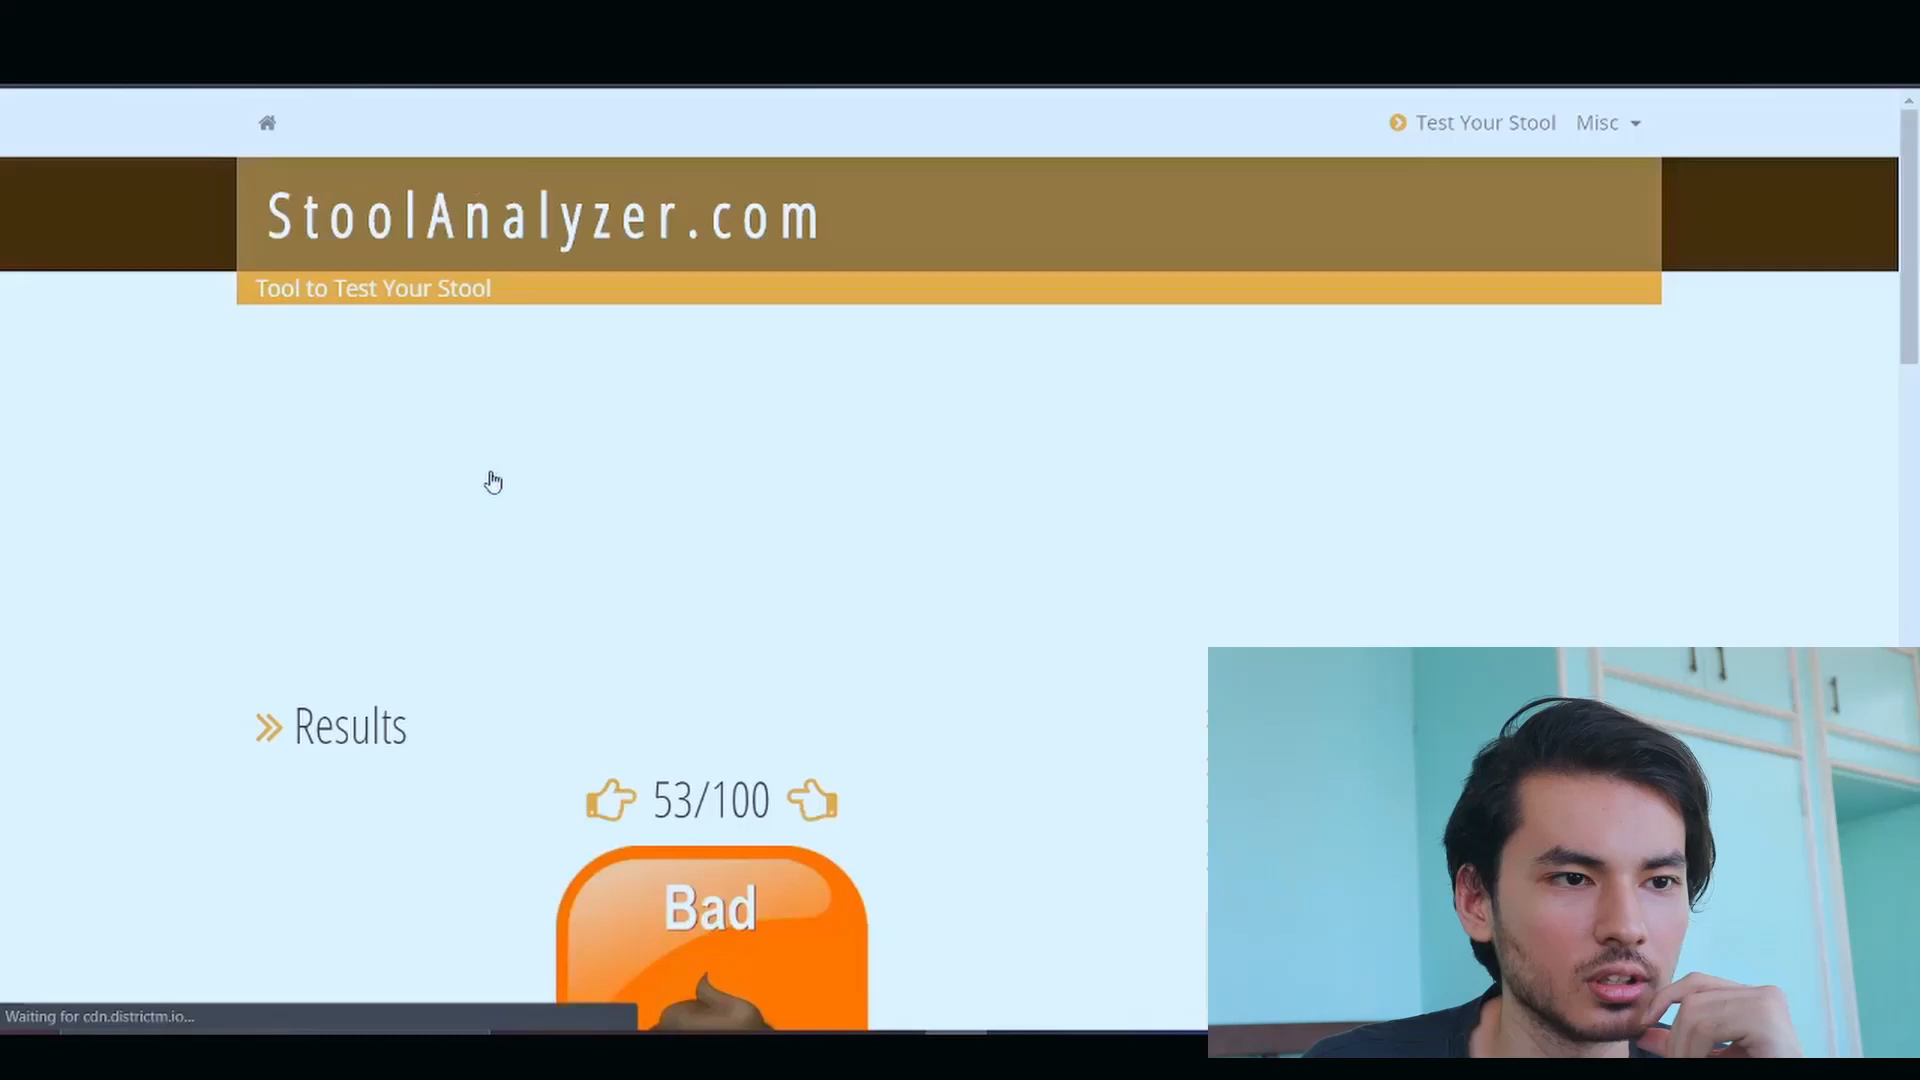 Test Your Stool Misc
StoolAnalyzer.com
Tool to Test Your Stool
Results
53/100
Bad
Waiting for cdn.districtm.io...